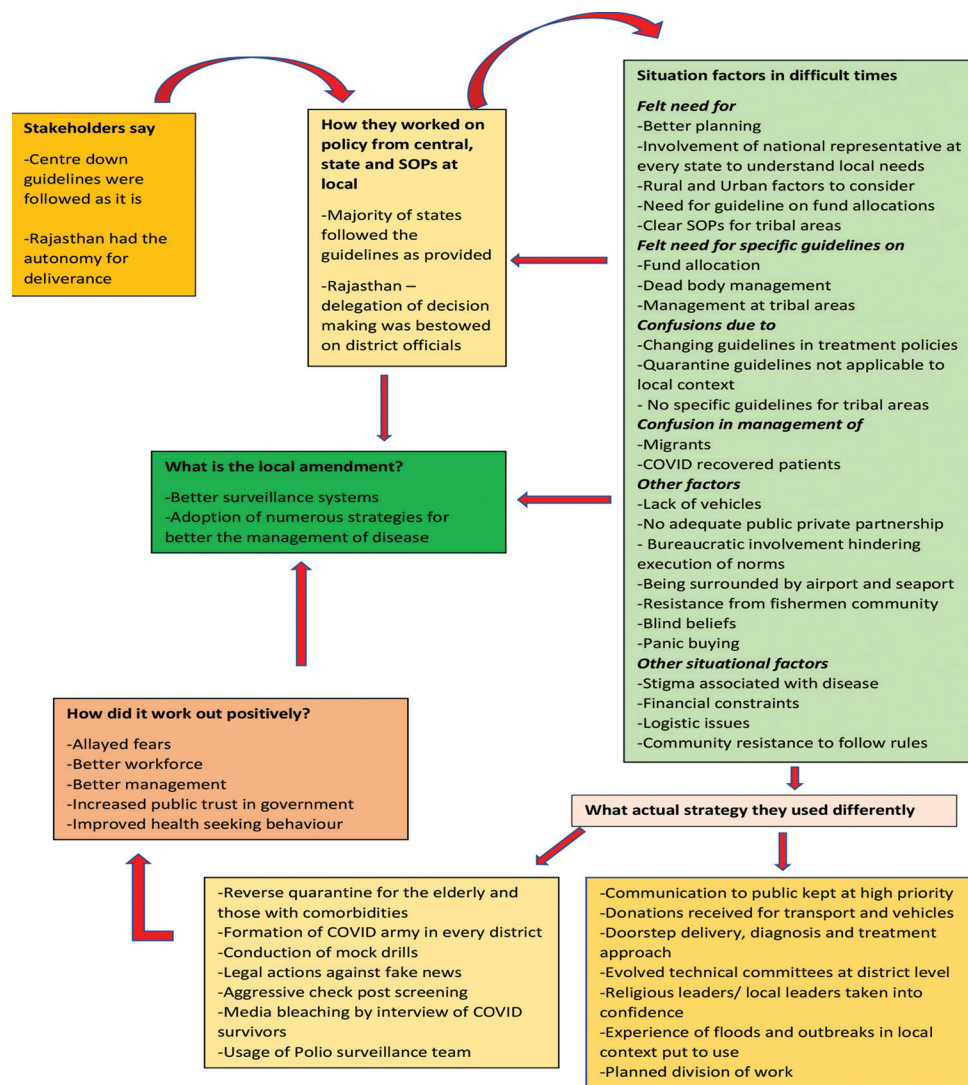 Stakeholders say
-Centre down
guidelines were
followed as it is
-Rajasthan had the
autonomy for
deliverance
How they worked on
policy from central,
state and SOPs at
local
-Majority of states
followed the
guidelines as provided
-Rajasthan –
delegation of decision
making was bestowed
on district officials
Situation factors in difficult times
Felt need for
-Better planning
-Involvement of national representative at
every state to understand local needs
-Rural and Urban factors to consider
-Need for guideline on fund allocations
-Clear SOPs for tribal areas
Felt need for specific guidelines on
-Fund allocation
-Dead body management
-Management at tribal areas
Confusions due to
-Changing guidelines in treatment policies
-Quarantine guidelines not applicable to
local context
- No specific guidelines for tribal areas
Confusion in management of
-Migrants
-COVID recovered patients
Other factors
-Lack of vehicles
-No adequate public private partnership
- Bureaucratic involvement hindering
execution of norms
-Being surrounded by airport and seaport
-Resistance from fishermen community
-Blind beliefs
-Panic buying
Other situational factors
-Stigma associated with disease
-Financial constraints
-Logistic issues
-Community resistance to follow rules
What is the local amendment?
-Better surveillance systems
-Adoption of numerous strategies for
better the management of disease
How did it work out positively?
-Allayed fears
-Better workforce
-Better management
-Increased public trust in government
-Improved health seeking behaviour
What actual strategy they used differently
-Reverse quarantine for the elderly and
those with comorbidities
-Formation of COVID army in every district
-Conduction of mock drills
-Legal actions against fake news
-Aggressive check post screening
-Media bleaching by interview of COVID
survivors
-Usage of Polio surveillance team
-Communication to public kept at high priority
-Donations received for transport and vehicles
-Doorstep delivery, diagnosis and treatment
approach
-Evolved technical committees at district level
-Religious leaders/ local leaders taken into
confidence
-Experience of floods and outbreaks in local
context put to use
-Planned division of work